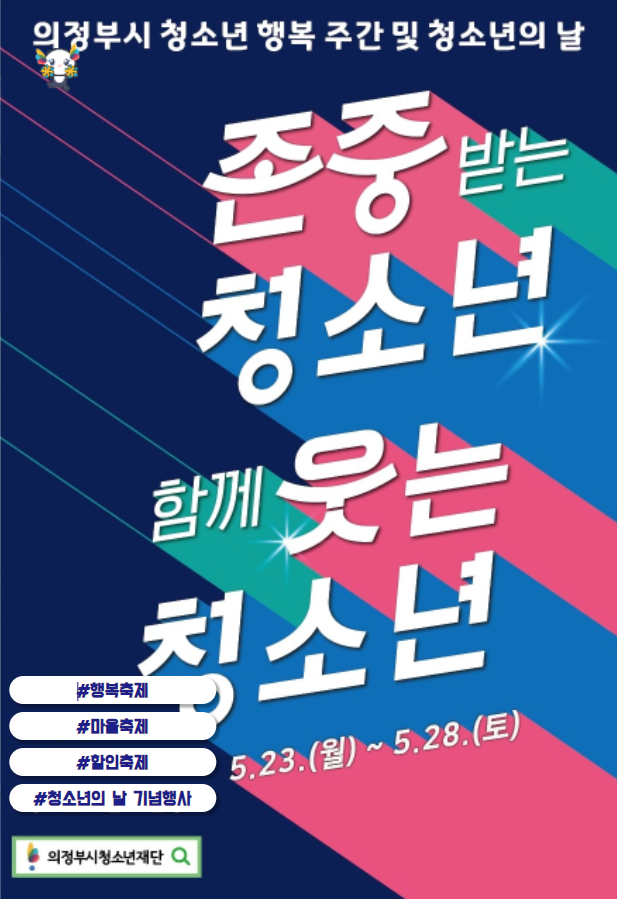 의정부시 청소년 행복 주간 및 청소년의 날
존중 받는
청소년
함께 웃는
청소년
5.23.(월) ~ 5.28.(토)
#행복축제
#마을축제
#할인축제
#청소년의 날 기념행사
의정부시청소년재단